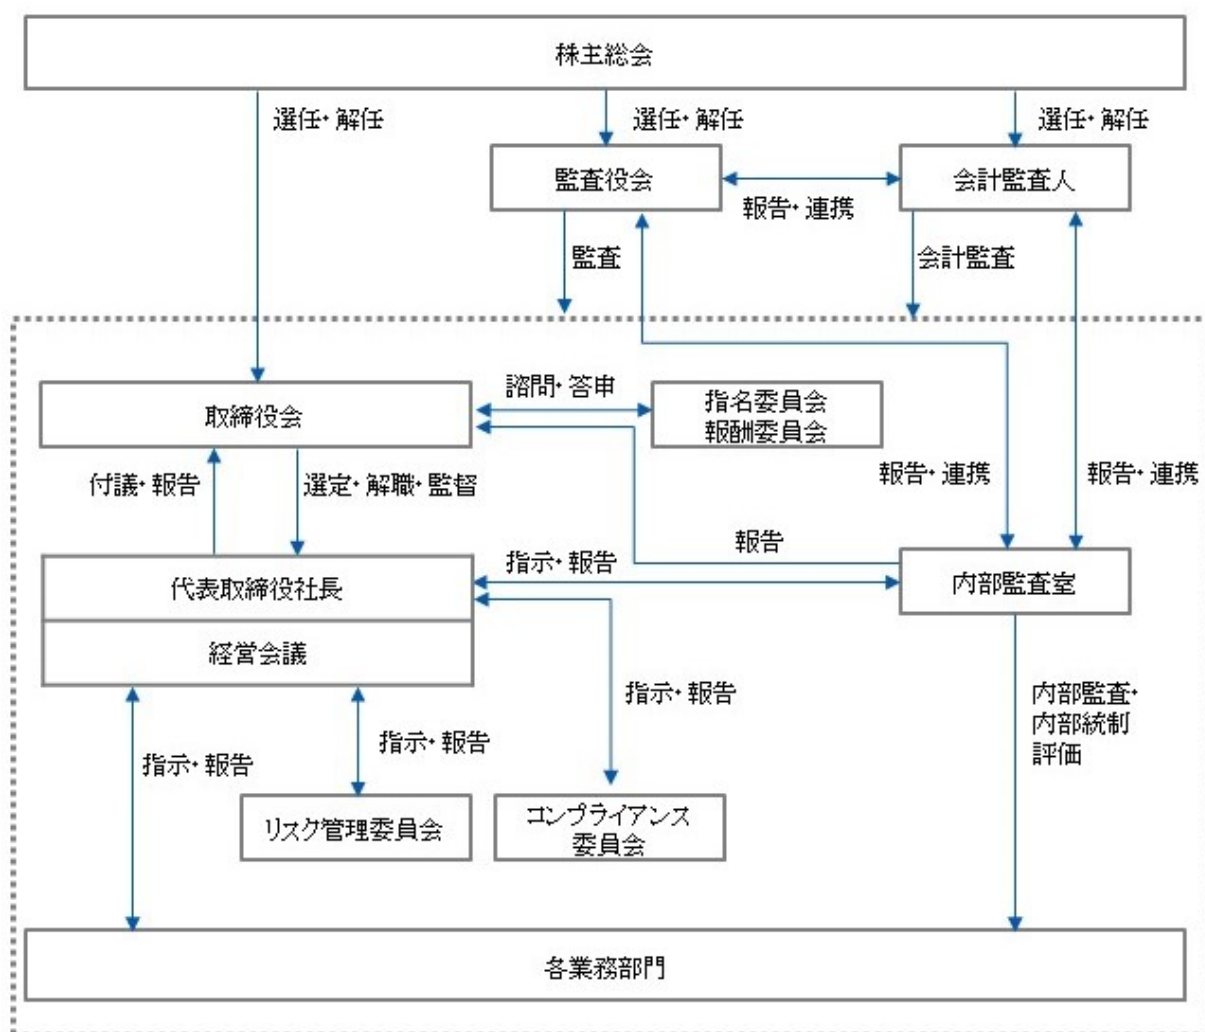 株主総会
選任・解任
選任・解任
選任・解任
監査役会
会計監査人
報告・連携
監査
会計監査
取締役会
諮問・答申
指名委員会
報酬委員会
付議・報告
選定・解職・監督
報告・連携
報告・連携
報告
指示・報告
代表取締役社長
内部監査室
経営会議
指示・報告
内部監査・
内部統制
評価
指示・報告
指示・報告
リスク管理委員会
コンプライアンス
委員会
各業務部門